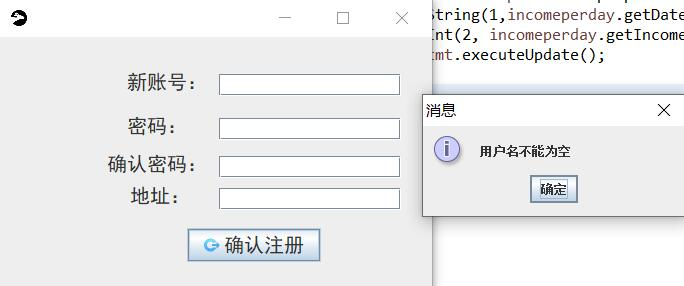 String(1,incomeperday.getDate
Int(2, incomeperday.getIncome
tmt.executeUpdate();
新账号：
密码：
确认密码：
地址：
确认注册
消息
用户名不能为空
确定